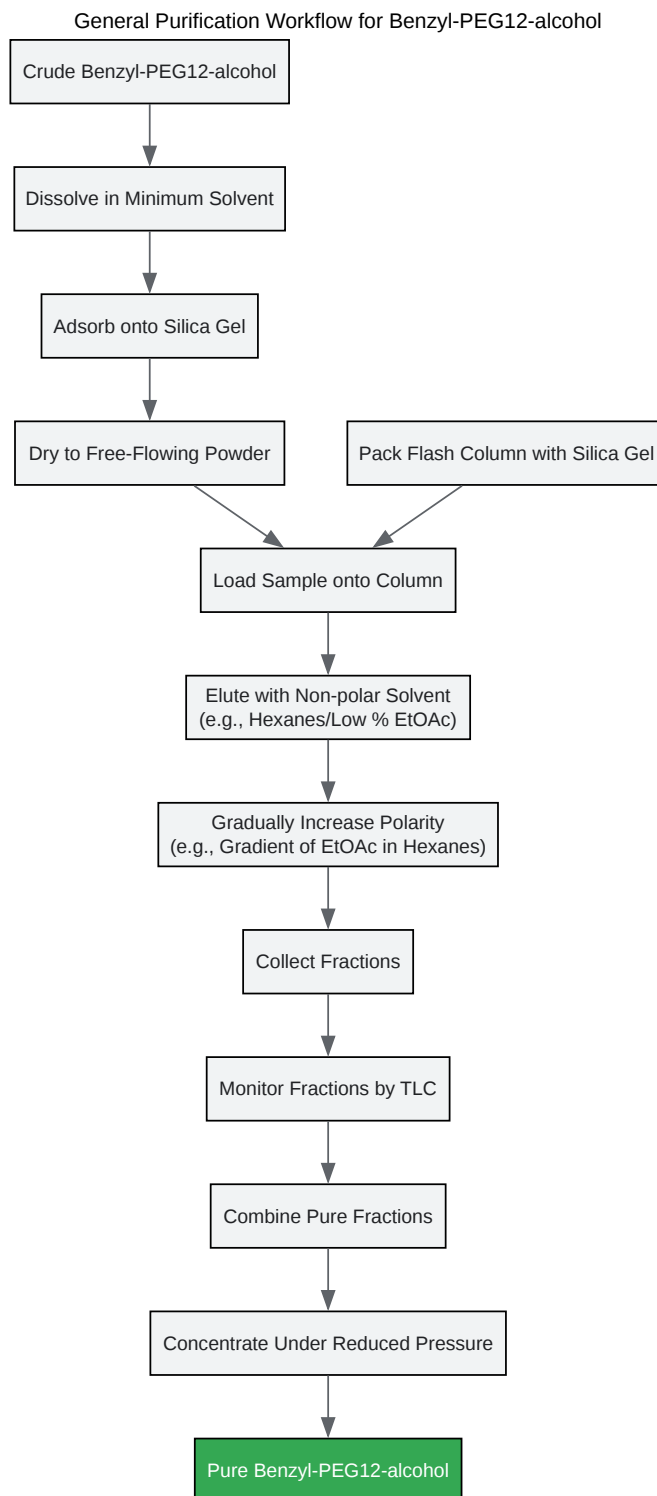 General Purification Workflow for Benzyl-PEG12-alcohol
Crude Benzyl-PEG12-alcohol
Dissolve in Minimum Solvent
Adsorb onto Silica Gel
Dry to Free-Flowing Powder
Pack Flash Column with Silica Gel
Load Sample onto Column
Elute with Non-polar Solvent
(e.g., Hexanes/Low % EtOAc)
Gradually Increase Polarity
(e.g., Gradient of EtOAc in Hexanes)
Collect Fractions
Monitor Fractions by TLC
Combine Pure Fractions
Concentrate Under Reduced Pressure
Pure Benzyl-PEG12-alcohol